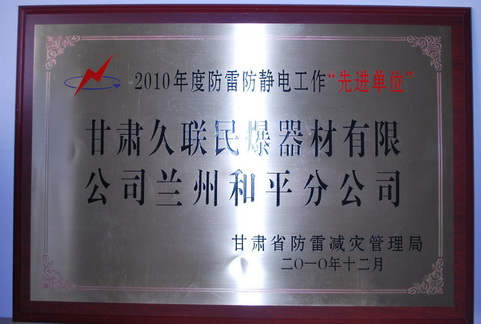 2010年度防雷防静电工作“先进单位”
甘肃久联民爆器材有限
公司兰州和平分公司
甘肃省防雷减灾管理局
二〇一〇年十二月